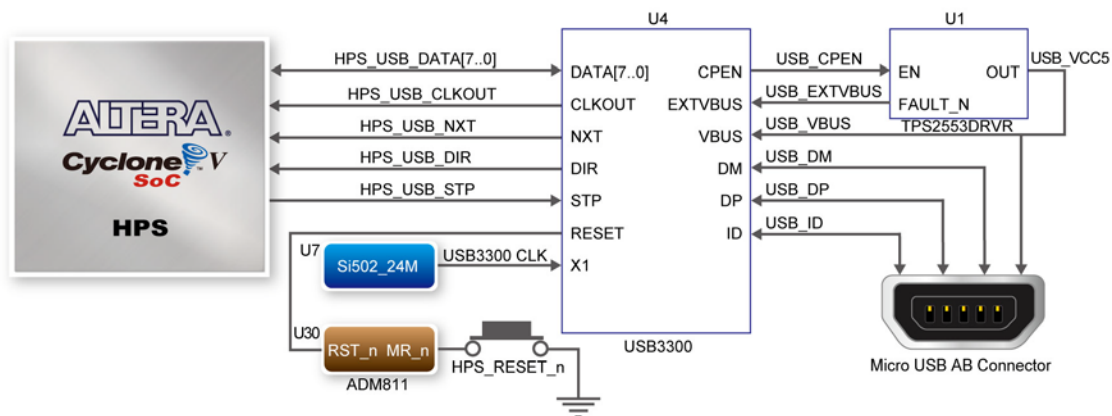 U4
U1
HPS_USB_DATA[7..0]
HPS_USB_CLKOUT
HPS_USB_NXT
HPS_USB_DIR
HPS_USB_STP
ALTERA®
Cyclone® V
SoC
HPS
DATA[7..0]
CLKOUT
NXT
DIR
STP
RESET
X1
CPEN
EXTVBUS
VBUS
DM
DP
ID
USB3300
USB_CPEN
USB_EXTVBUS
USB_VBUS
USB_DM
USB_DP
USB_ID
EN OUT
FAULT_N
TPS2553DRVR
USB_VCC5
U7
Si502_24M
USB3300 CLK
U30
RST_n MR_n
ADM811
HPS_RESET_n
Micro USB AB Connector